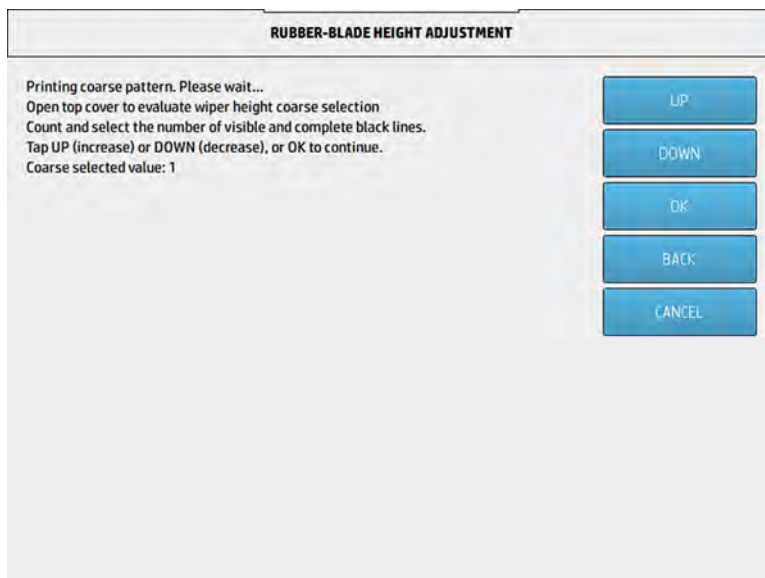 RUBBER-BLADE HEIGHT ADJUSTMENT
Printing coarse pattern. Please wait...
Open top cover to evaluate wiper height coarse selection
Count and select the number of visible and complete black lines.
Tap UP (increase) or DOWN (decrease), or OK to continue.
Coarse selected value: 1
UP
DOWN
OK
BACK
CANCEL